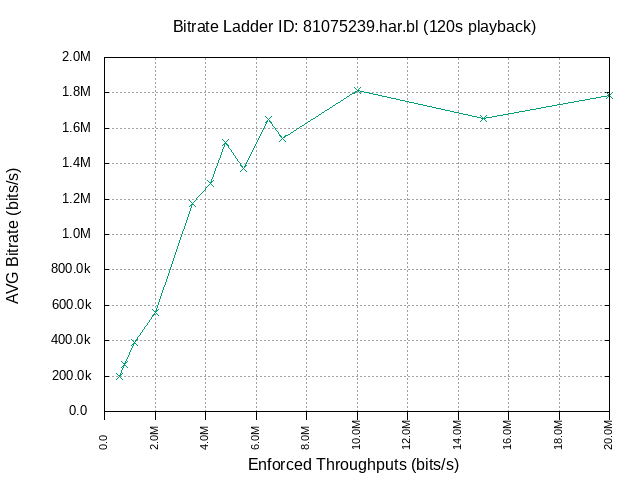 Bitrate Ladder ID: 81075239.har.bl (120s playback)
2.0M
1.8M
1.6M
1.4M
1.2M
1.0M
800.0k
600.0k
400.0k
200.0k
0.0
AVG Bitrate (bits/s)
0.0
2.0M
4.0M
6.0M
8.0M
10.0M
12.0M
14.0M
16.0M
18.0M
20.0M
Enforced Throughputs (bits/s)